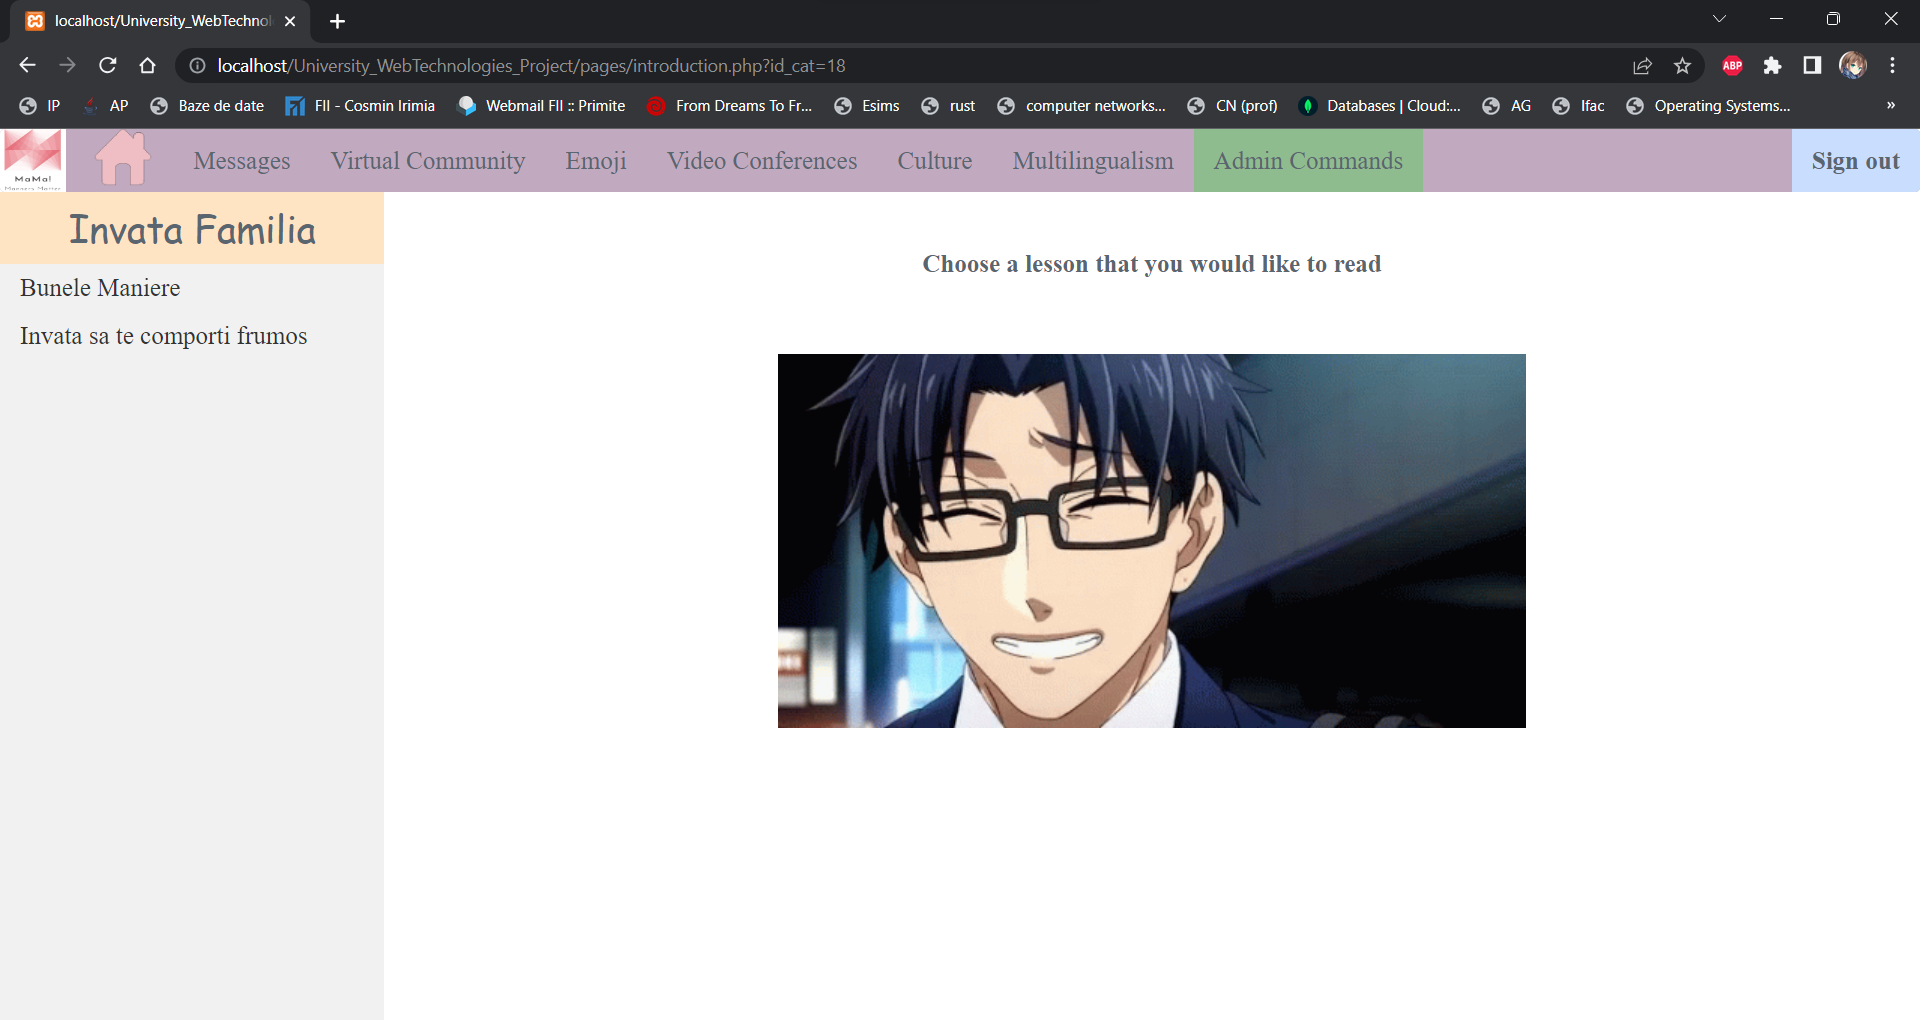 localhost/University_WebTechnol
localhost/University_WebTechnologies_Project/pages/introduction.php?id_cat=18
ABP
IP AP Baze de date FII - Cosmin Irimia Webmail FII :: Primite From Dreams To Fr... Esims rust computer networks... CN (prof) Databases | Cloud:... AG Ifac Operating Systems... »
MaMa!
Messages Virtual Community Emoji Video Conferences Culture Multilingualism Admin Commands Sign out
Invata Familia
Bunele Maniere
Invata sa te comporti frumos
Choose a lesson that you would like to read